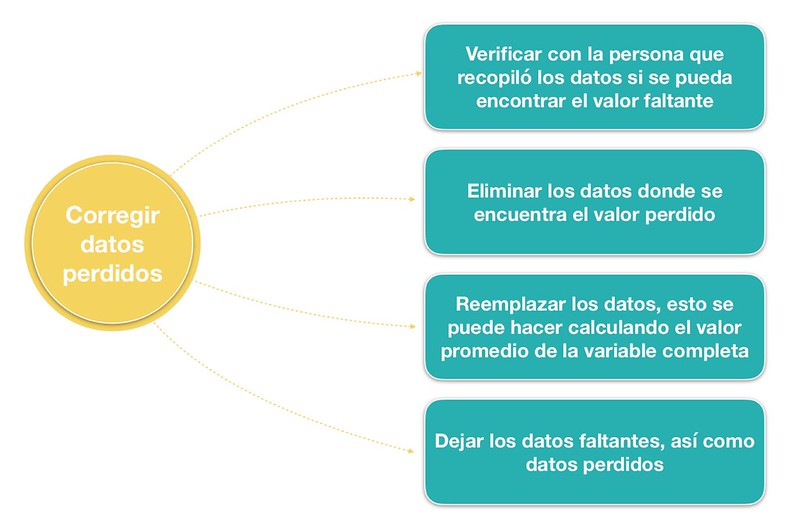 Corregir
datos
perdidos
Verificar con la persona que
recopiló los datos si se pueda
encontrar el valor faltante
Eliminar los datos donde se
encuentra el valor perdido
Reemplazar los datos, esto se
puede hacer calculando el valor
promedio de la variable completa
Dejar los datos faltantes, así como
datos perdidos